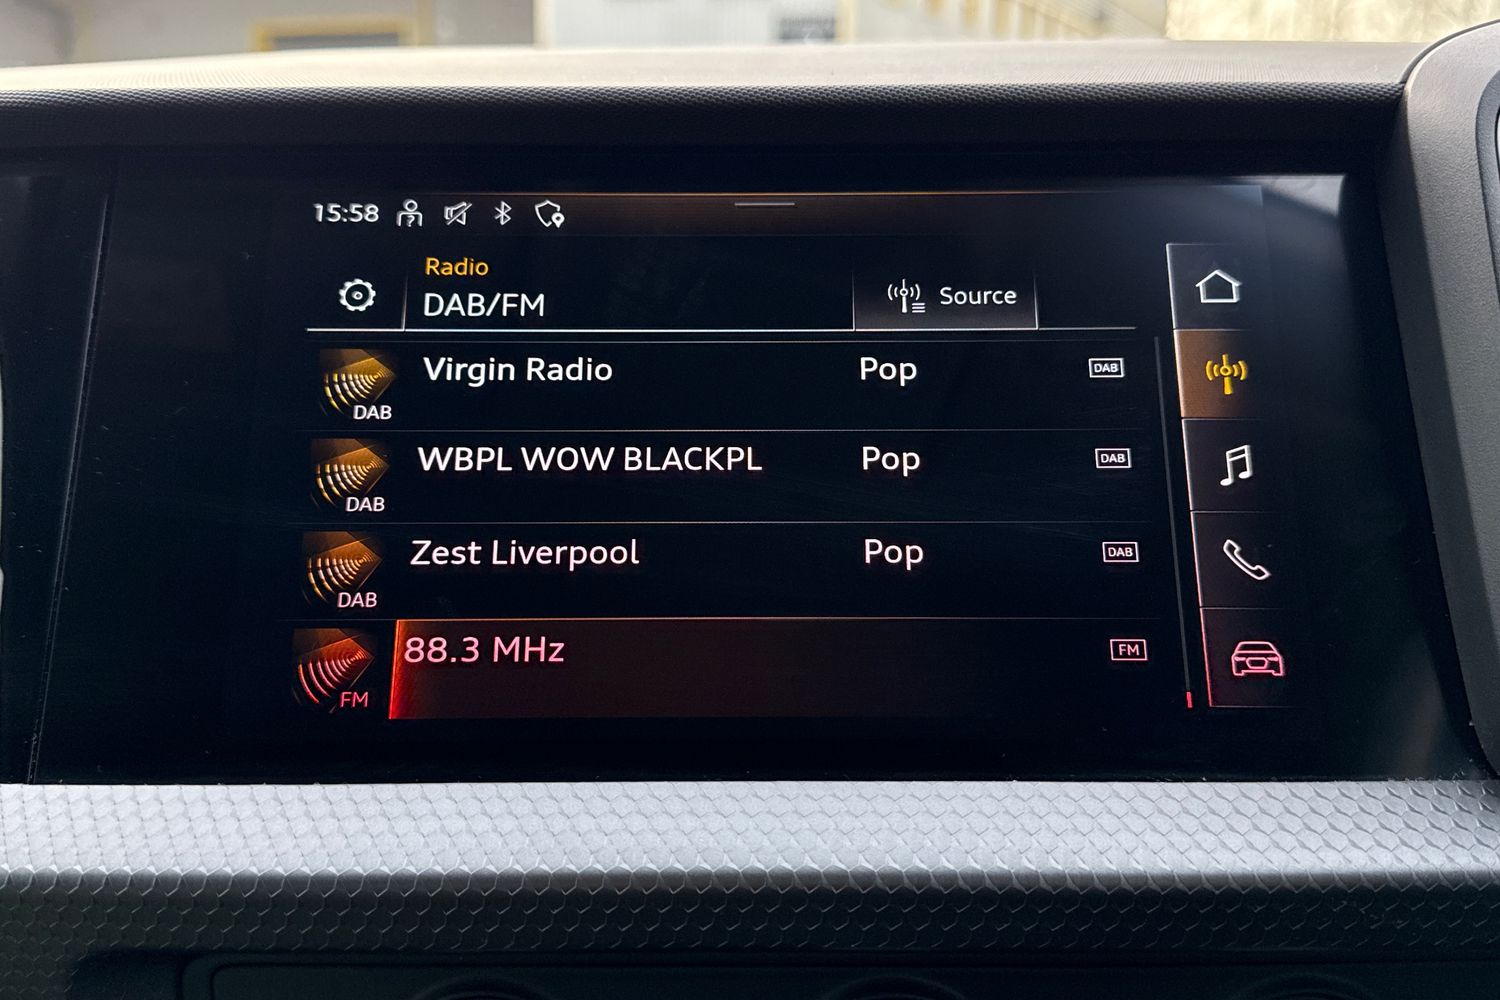 15:58
Radio
DAB/FM
Source
Virgin Radio Pop DAB
DAB
WBPL WOW BLACKPL Pop DAB
DAB
Zest Liverpool Pop DAB
DAB
88.3 MHz FM
FM